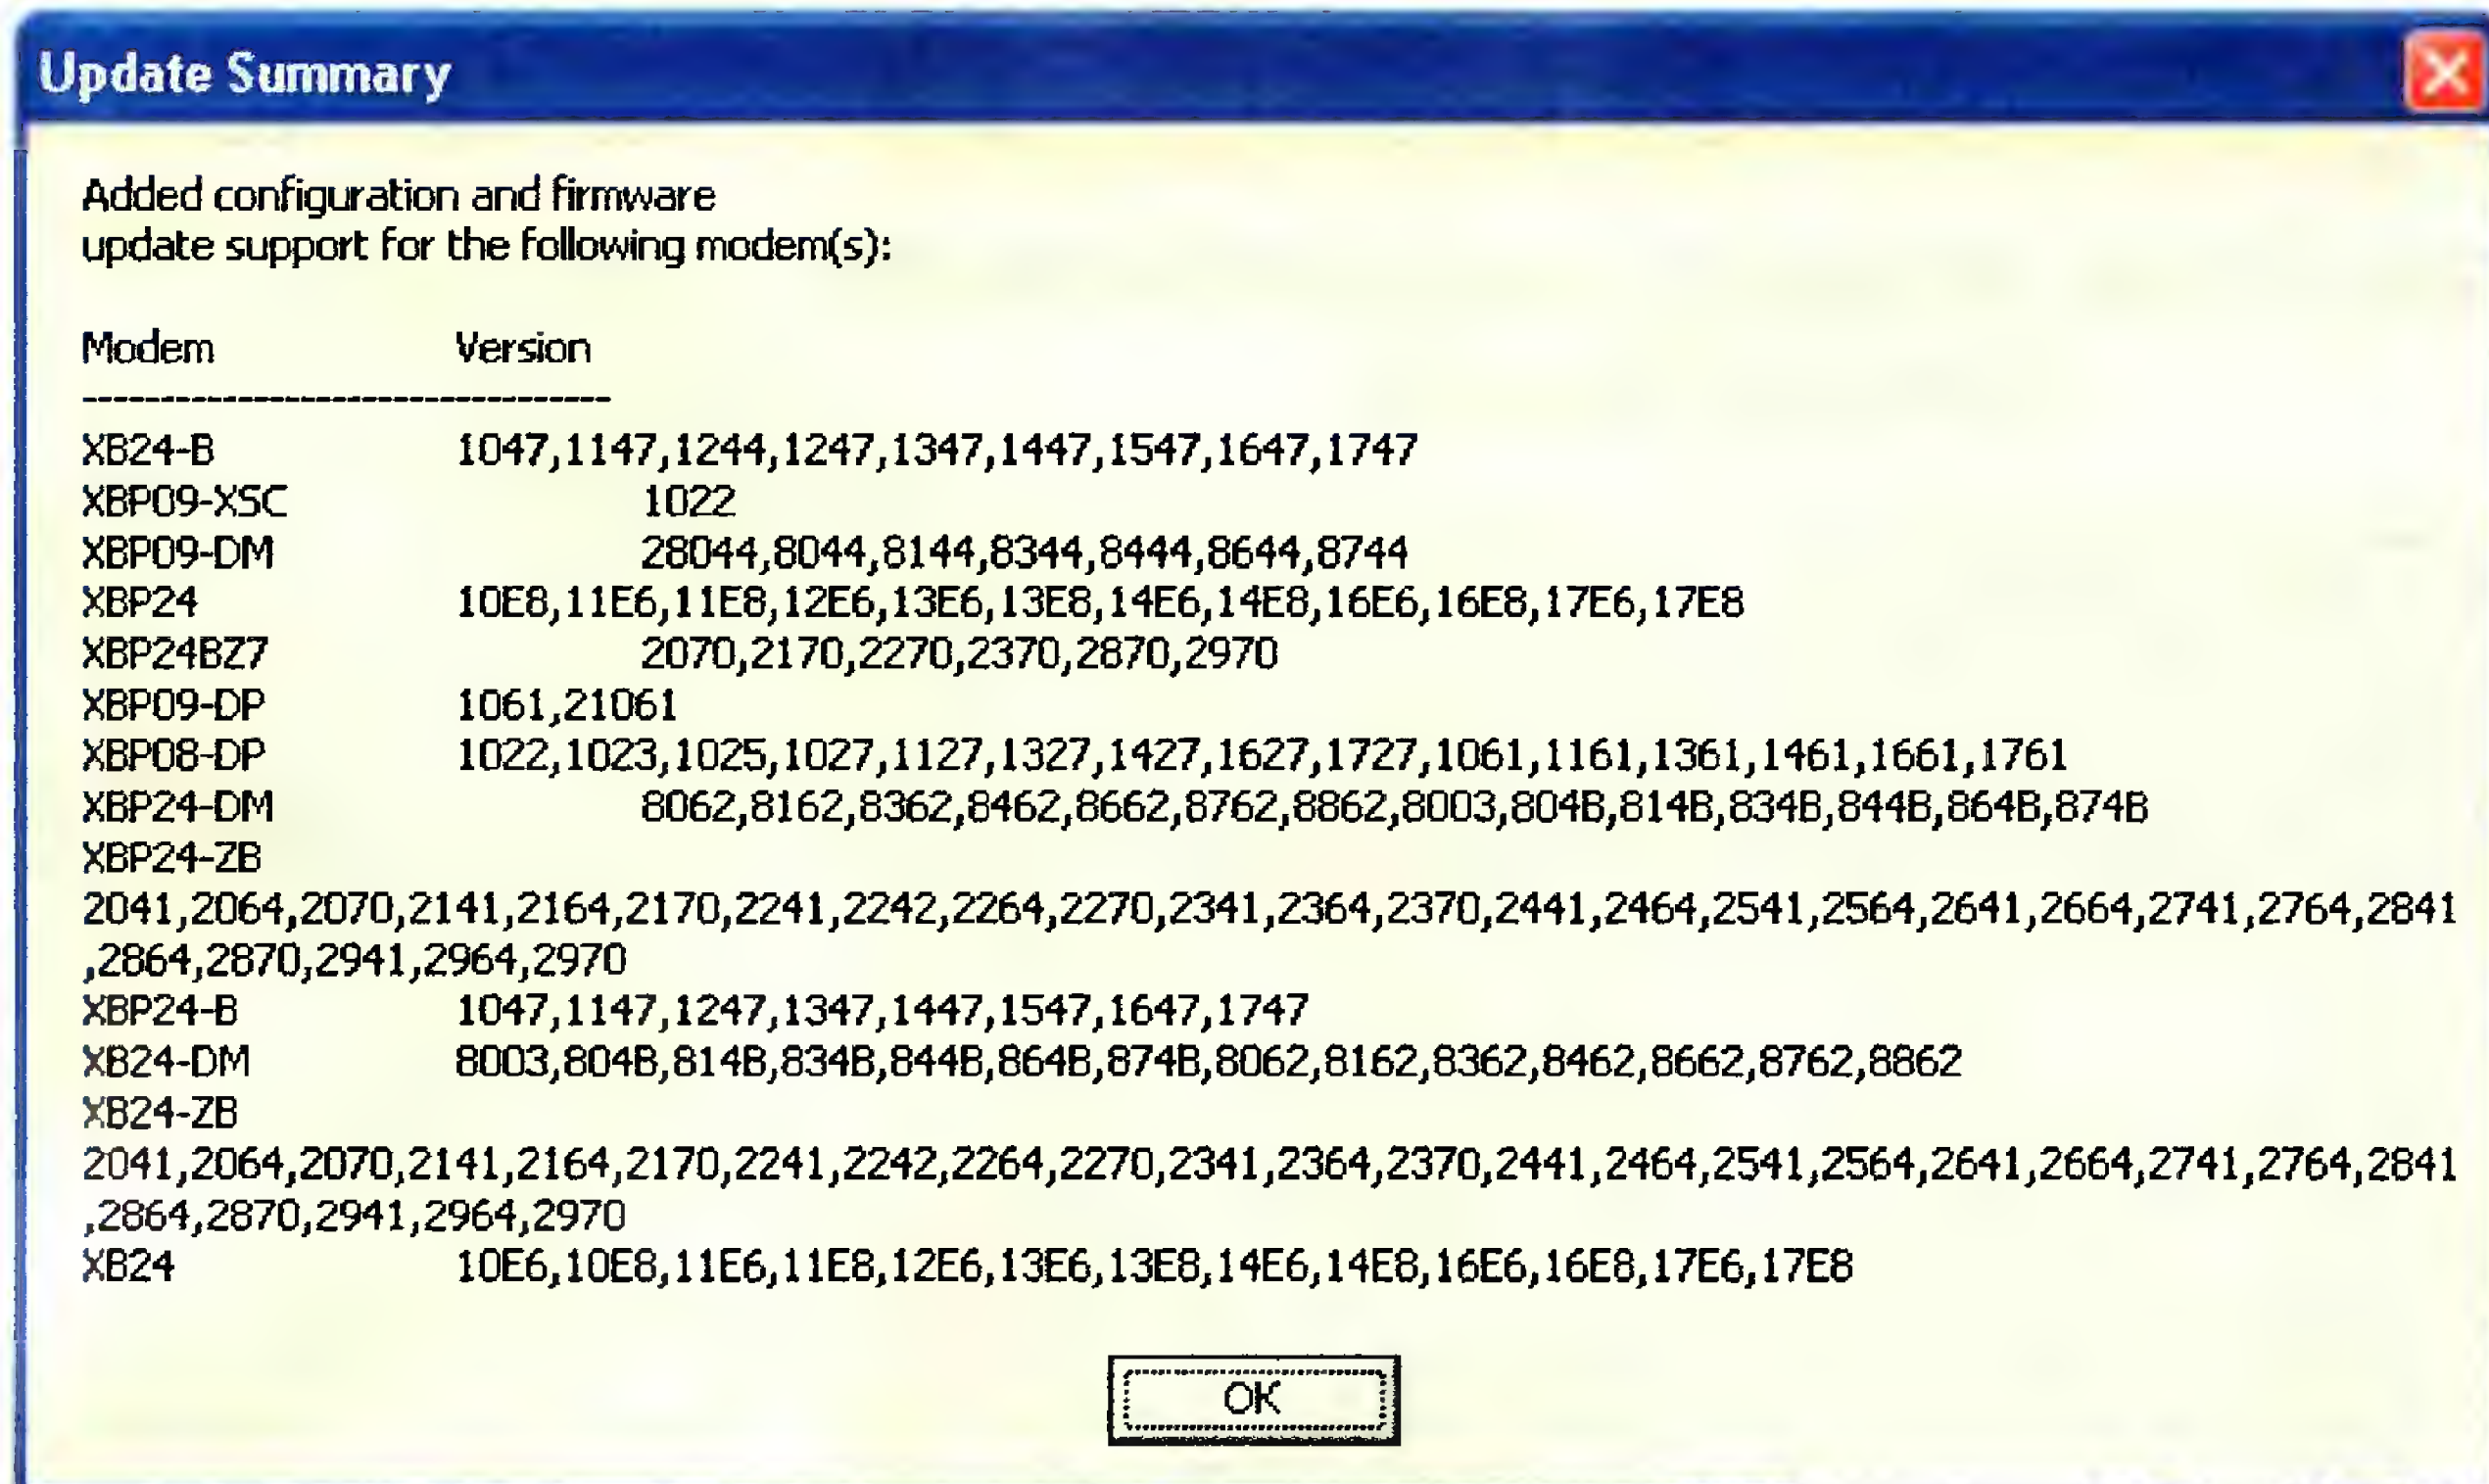 Update Summary
Added configuration and firmware
update support for the following modem(s):
Modem Version
----------------------------------
XB24-B 1047,1147,1244,1247,1347,1447,1547,1647,1747
XBP09-XSC 1022
XBP09-DM 28044,8044,8144,8344,8444,8644,8744
XBP24 10E8,11E6,11E8,12E6,13E6,13E8,14E6,14E8,16E6,16E8,17E6,17E8
XBP24BZ7 2070,2170,2270,2370,2870,2970
XBP09-DP 1061,21061
XBP08-DP 1022,1023,1025,1027,1127,1327,1427,1627,1727,1061,1161,1361,1461,1661,1761
XBP24-DM 8062,8162,8362,8462,8662,8762,8862,8003,804B,814B,834B,844B,864B,874B
XBP24-ZB
2041,2064,2070,2141,2164,2170,2241,2242,2264,2270,2341,2364,2370,2441,2464,2541,2564,2641,2664,2741,2764,2841
,2864,2870,2941,2964,2970
XBP24-B 1047,1147,1247,1347,1447,1547,1647,1747
XB24-DM 8003,804B,814B,834B,844B,864B,874B,8062,8162,8362,8462,8662,8762,8862
XB24-ZB
2041,2064,2070,2141,2164,2170,2241,2242,2264,2270,2341,2364,2370,2441,2464,2541,2564,2641,2664,2741,2764,2841
,2864,2870,2941,2964,2970
XB24 10E6,10E8,11E6,11E8,12E6,13E6,13E8,14E6,14E8,16E6,16E8,17E6,17E8
OK